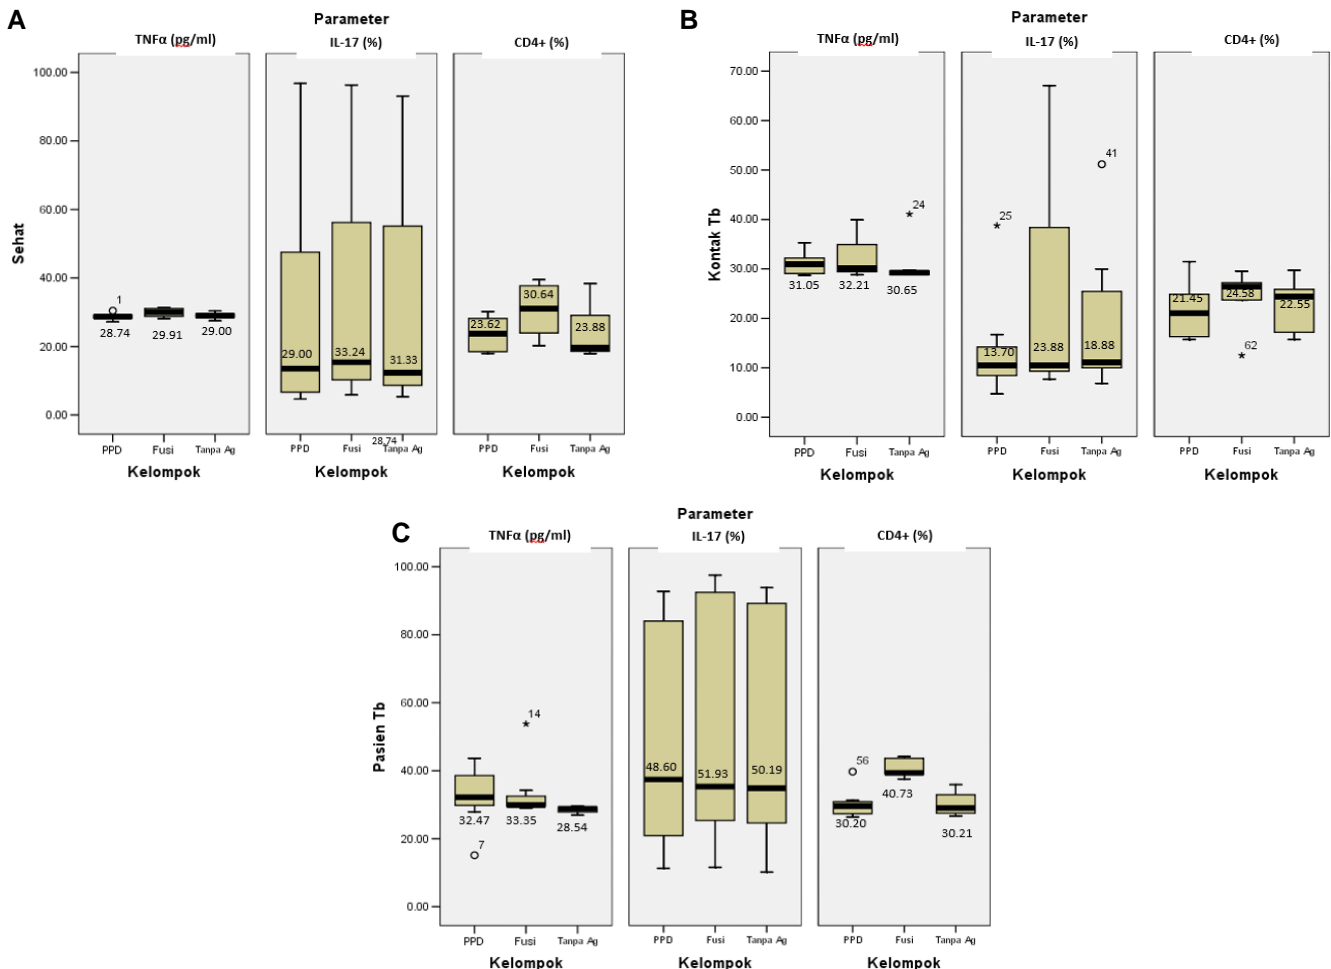 A
Parameter
TNFα (pg/ml) IL-17 (%) CD4+ (%)
100.00
80.00
60.00
40.00
20.00
0.00
Sehat
1
28.74 29.91 29.00
29.00 33.24 31.33
23.62 30.64 23.88
28.74
PPD Fusi Tanpa Ag PPD Fusi Tanpa Ag PPD Fusi Tanpa Ag
Kelompok Kelompok Kelompok
B
Parameter
TNFα (pg/ml) IL-17 (%) CD4+ (%)
70.00
60.00
50.00
40.00
30.00
20.00
10.00
0.00
Kontak Tb
24
31.05 32.21 30.65
25 41
13.70 23.88 18.88
21.45 24.58 22.55
62
PPD Fusi Tanpa Ag PPD Fusi Tanpa Ag PPD Fusi Tanpa Ag
Kelompok Kelompok Kelompok
C
Parameter
TNFα (pg/ml) IL-17 (%) CD4+ (%)
100.00
80.00
60.00
40.00
20.00
0.00
Pasien Tb
14
32.47 33.35 28.54
7
48.60 51.93 50.19
56
30.20 40.73 30.21
PPD Fusi Tanpa Ag PPD Fusi Tanpa Ag PPD Fusi Tanpa Ag
Kelompok Kelompok Kelompok